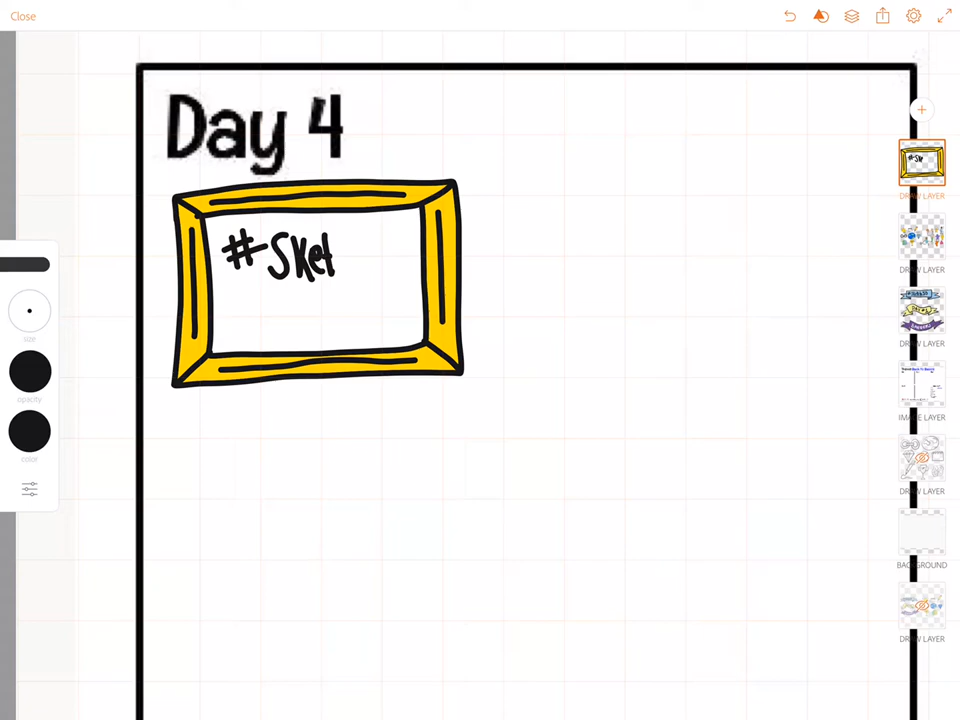 Close
Day 4
#Sket
size
opacity
color
DRAW LAYER
DRAW LAYER
DRAW LAYER
IMAGE LAYER
DRAW LAYER
BACKGROUND
DRAW LAYER